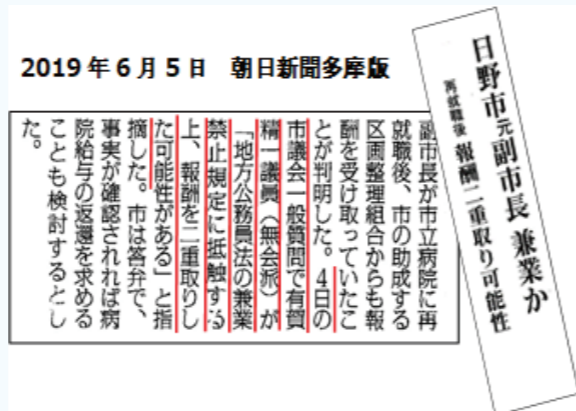 2019年6月5日 朝日新聞多摩版
日野市元副市長 兼業か
再就職後 報酬二重取り可能性
副市長が市立病院に再
就職後、市の助成する
区画整理組合からも報
酬を受け取っていたこ
とが判明した。4日の
市議会一般質問で有賀
精一議員（無会派）が
「地方公務員法の兼業
禁止規定に抵触する
上、報酬を二重取りし
た可能性がある」と指
摘した。市は答弁で、
事実が確認されれば病
院給与の返還を求める
ことも検討するとし
た。